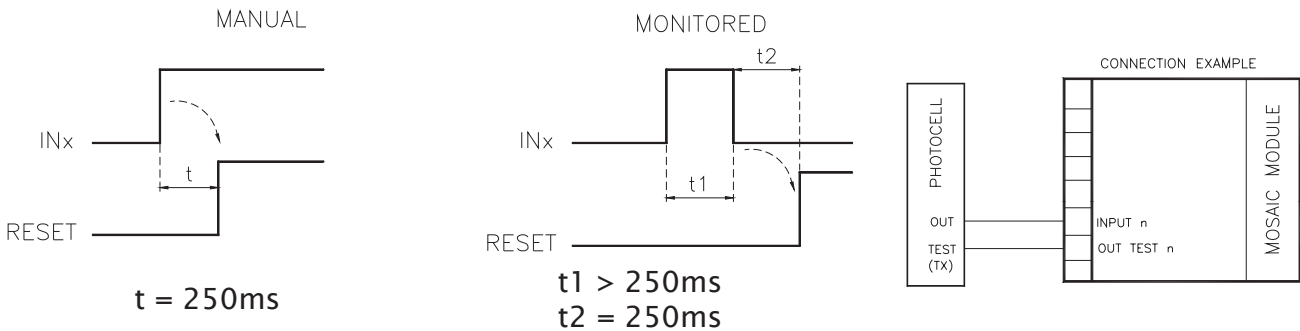 MANUAL
INx
t
RESET
t = 250ms
MONITORED
t2
INx
t1
RESET
t1 > 250ms
t2 = 250ms
CONNECTION EXAMPLE
PHOTOCELL
OUT
TEST
(TX)
INPUT n
OUT TEST n
MOSAIC MODULE